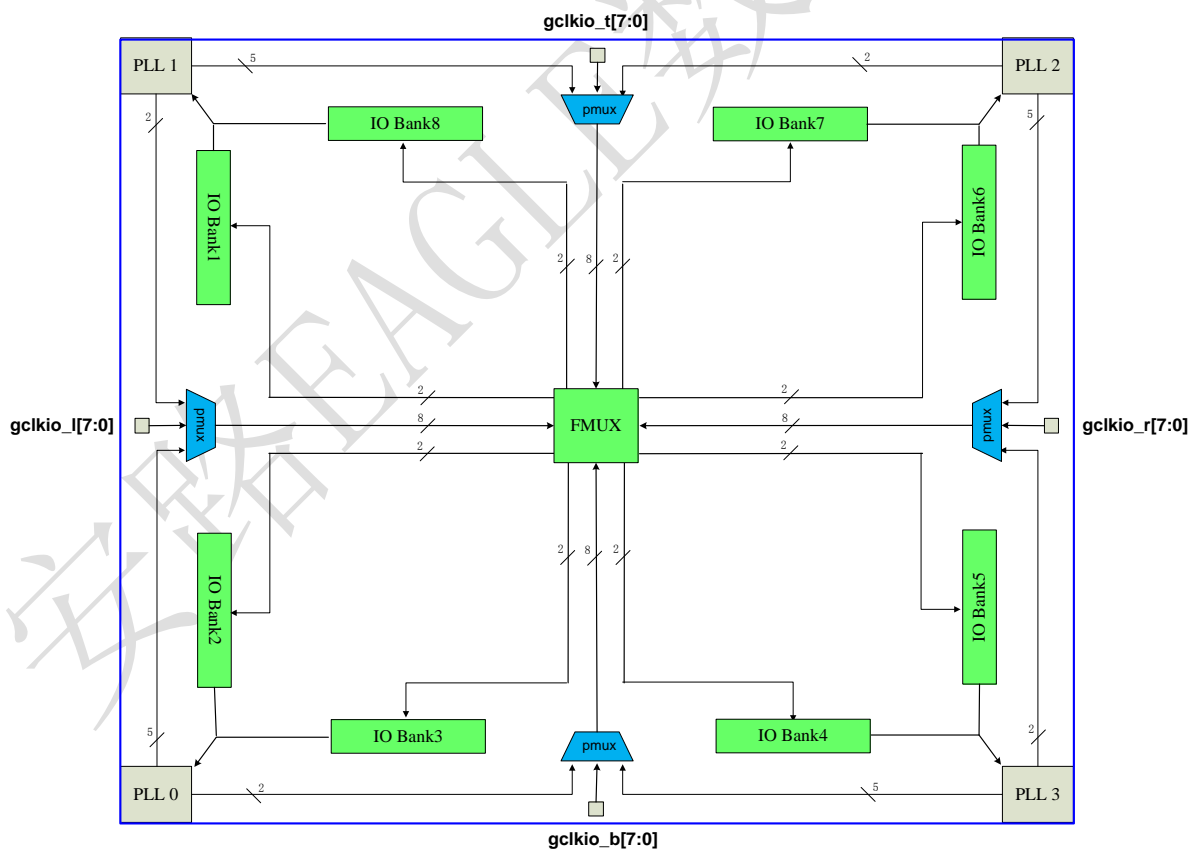 gclkio_t[7:0]
PLL 1
5
2
PLL 2
pmux
2
IO Bank8
IO Bank7
5
IO Bank1
IO Bank6
2
8
2
2
2
gclkio_l[7:0]
pmux
8
FMUX
8
pmux
gclkio_r[7:0]
2
2
IO Bank2
2
8
2
IO Bank5
5
IO Bank3
pmux
IO Bank4
2
PLL 0
2
5
PLL 3
gclkio_b[7:0]
安路EAGLE数